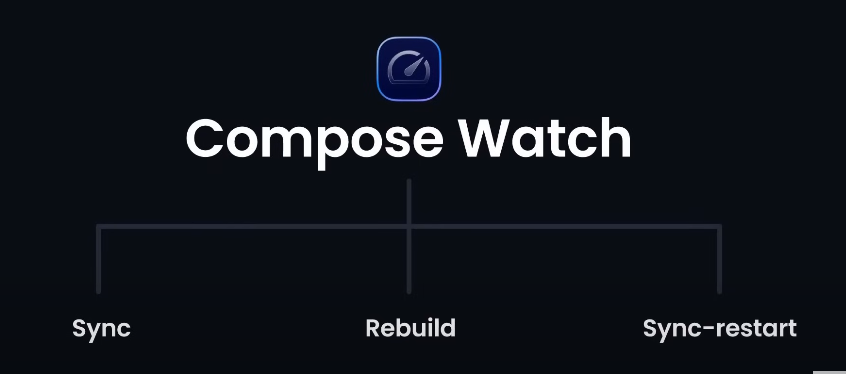 Compose Watch
Sync
Rebuild
Sync-restart